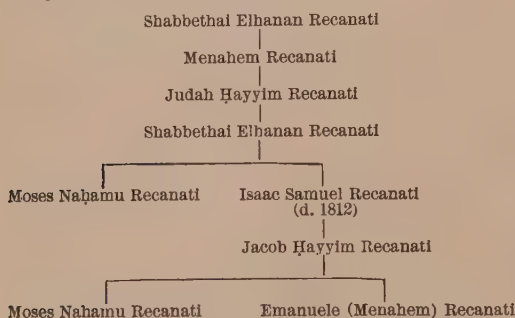 Shabbethai Elhanan Recanati
Menahem Recanati
Judah Ḥayyim Recanati
Shabbethai Elhanan Recanati
Moses Naḥamu Recanati Isaac Samuel Recanati
(d. 1812)
Jacob Ḥayyim Recanati
Moses Nahamu Recanati Emanuele (Menahem) Recanati